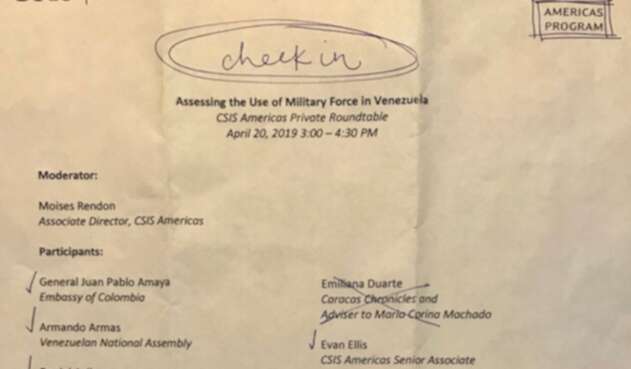 AMERICAS
PROGRAM
check in
Assessing the Use of Military Force in Venezuela
CSIS Americas Private Roundtable
April 20, 2019 3:00 – 4:30 PM
Moderator:
Moises Rendon
Associate Director, CSIS Americas
Participants:
General Juan Pablo Amaya
Embassy of Colombia
Armando Armas
Venezuelan National Assembly
Emiliana Duarte
Caracas Chronicles and
Adviser to Maria Corina Machado
Evan Ellis
CSIS Americas Senior Associate